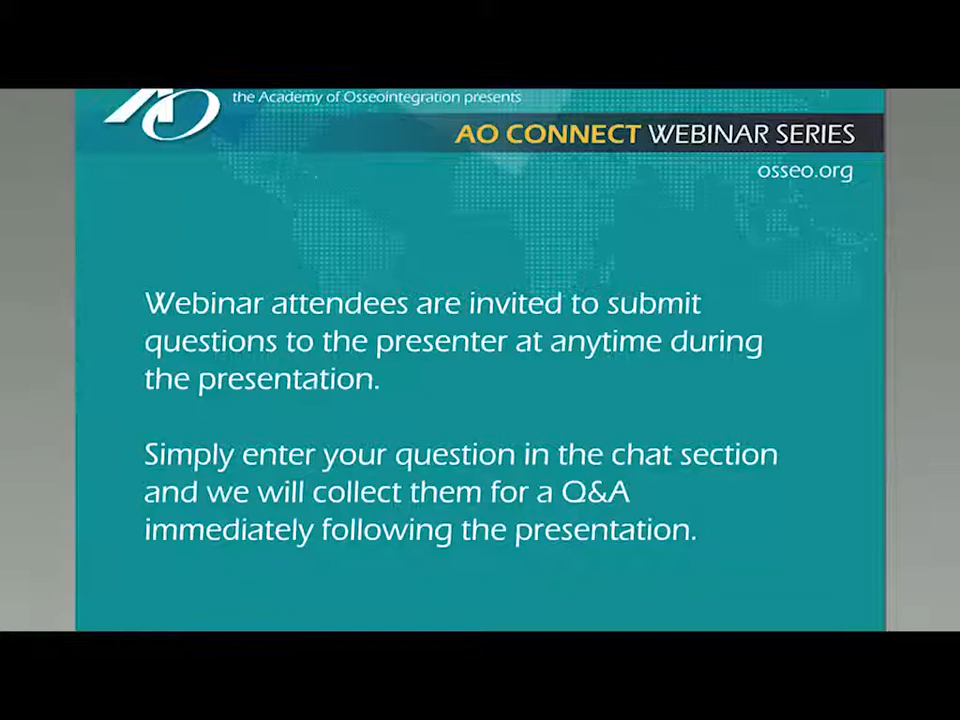 AO
the Academy of Osseointegration presents
AO CONNECT WEBINAR SERIES
osseo.org
Webinar attendees are invited to submit
questions to the presenter at anytime during
the presentation.
Simply enter your question in the chat section
and we will collect them for a Q&A
immediately following the presentation.